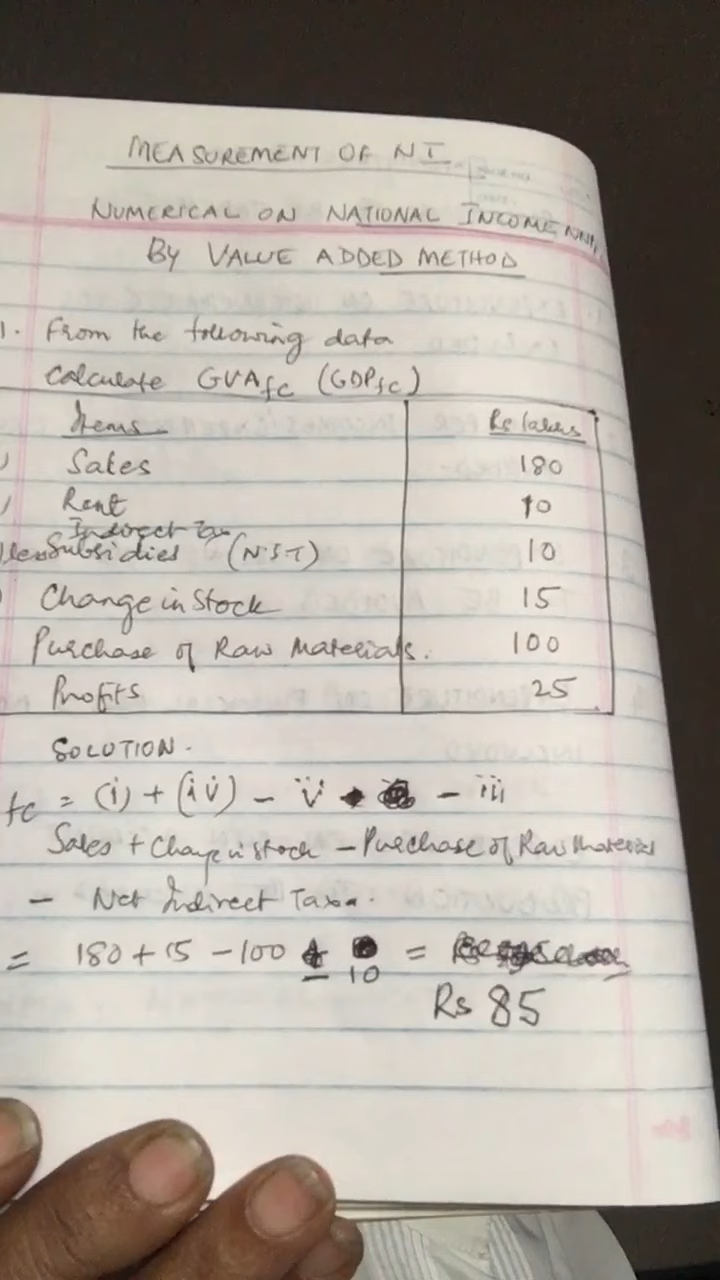 MEASUREMENT OF NI
NUMERICAL ON NATIONAL INCOME
BY VALUE ADDED METHOD
1. From the following data
Calculate GVAfc (GDPfc)
Items Rs lakhs
Sales 180
Rent 10
Indirect Tax
less Subsidies (N.I.T) 10
Change in Stock 15
Purchase of Raw Materials. 100
Profits 25
SOLUTION.
fc = (i) + (iv) - v - iii
Sales + Change in stock - Purchase of Raw Material
- Net Indirect Taxa.
= 180 + 15 - 100 - 10 =
Rs 85